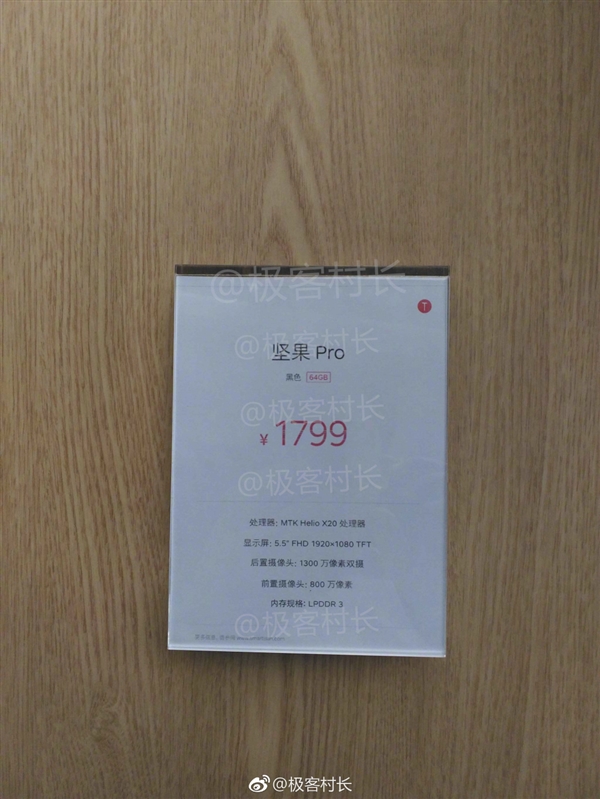 @极客村长
T
@极客村长
坚果 Pro
黑色 64GB
@极客村长
¥ 1799
@极客村长
处理器: MTK Helio X20 处理器
显示屏: 5.5" FHD 1920×1080 TFT
后置摄像头: 1300 万像素双摄
前置摄像头: 800 万像素
内存规格: LPDDR 3
@极客村长
@极客村长